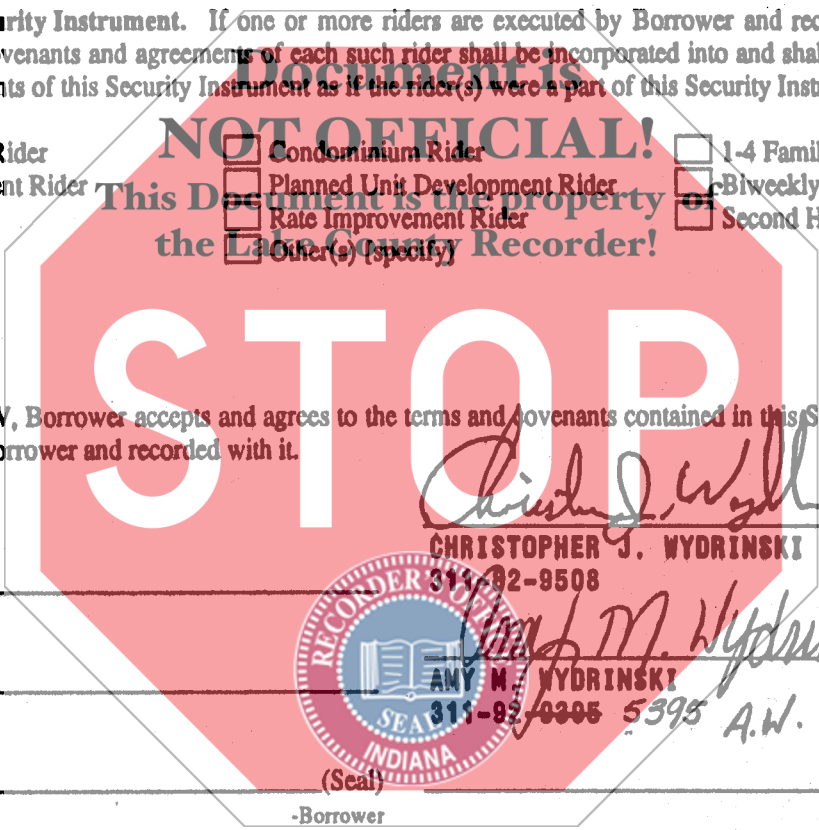 rity Instrument. If one or more riders are executed by Borrower and rec
venants and agreements of each such rider shall be incorporated into and shal
nts of this Security Instrument as if the rider(s) were a part of this Security Instr
Document is
NOT OFFICIAL!
This Document is the property of
the Lake County Recorder!
Rider
Condominium Rider
1-4 Famil
nt Rider
Planned Unit Development Rider
Biweekly
Rate Improvement Rider
Second H
Other(s) (specify)
STOP
, Borrower accepts and agrees to the terms and covenants contained in this S
rrower and recorded with it.
CHRISTOPHER J. WYDRINSKI
AMY M. WYDRINSKI
5395 A.W.
RECORDER'S OFFICE
SEAL
INDIANA
(Seal)
-Borrower